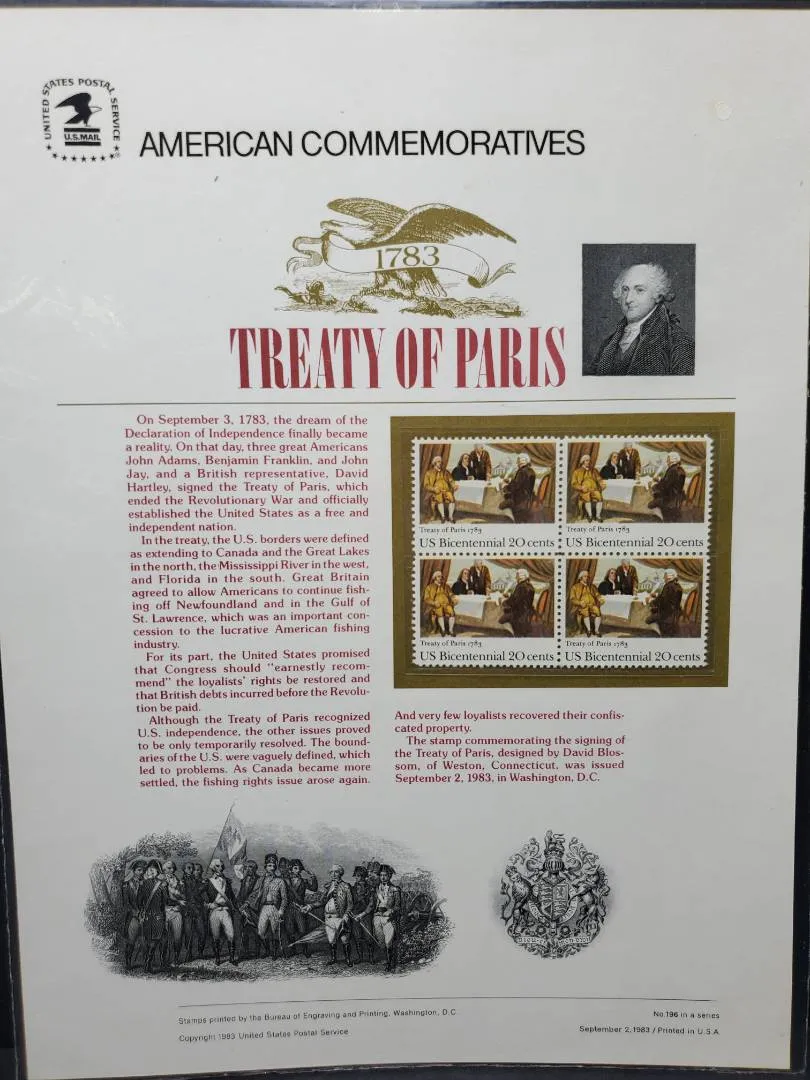 UNITED STATES POSTAL SERVICE
U.S.MAIL
AMERICAN COMMEMORATIVES
1783
TREATY OF PARIS
On September 3, 1783, the dream of the
Declaration of Independence finally became
a reality. On that day, three great Americans
John Adams, Benjamin Franklin, and John
Jay, and a British representative, David
Hartley, signed the Treaty of Paris, which
ended the Revolutionary War and officially
established the United States as a free and
independent nation.
In the treaty, the U.S. borders were defined
as extending to Canada and the Great Lakes
in the north, the Mississippi River in the west,
and Florida in the south. Great Britain
agreed to allow Americans to continue fish-
ing off Newfoundland and in the Gulf of
St. Lawrence, which was an important con-
cession to the lucrative American fishing
industry.
For its part, the United States promised
that Congress should "earnestly recom-
mend" the loyalists' rights be restored and
that British debts incurred before the Revolu-
tion be paid.
Although the Treaty of Paris recognized
U.S. independence, the other issues proved
to be only temporarily resolved. The bound-
aries of the U.S. were vaguely defined, which
led to problems. As Canada became more
settled, the fishing rights issue arose again.
Treaty of Paris 1783
US Bicentennial 20 cents
Treaty of Paris 1783
US Bicentennial 20 cents
Treaty of Paris 1783
US Bicentennial 20 cents
Treaty of Paris 1783
US Bicentennial 20 cents
And very few loyalists recovered their confis-
cated property.
The stamp commemorating the signing of
the Treaty of Paris, designed by David Blos-
som, of Weston, Connecticut, was issued
September 2, 1983, in Washington, D.C.
Stamps printed by the Bureau of Engraving and Printing, Washington, D.C.
Copyright 1983 United States Postal Service
No.196 in a series
September 2, 1983 / Printed in U.S.A.